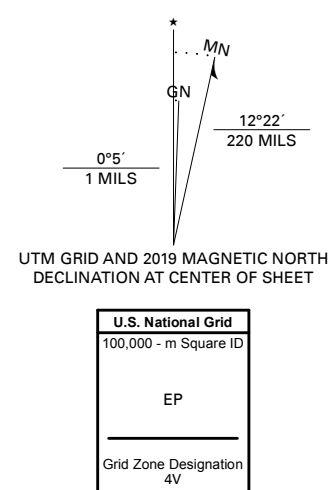 ★
MN
GN
12°22´
220 MILS
0°5´
1 MILS
UTM GRID AND 2019 MAGNETIC NORTH
DECLINATION AT CENTER OF SHEET
U.S. National Grid
100,000 - m Square ID
EP
Grid Zone Designation
4V